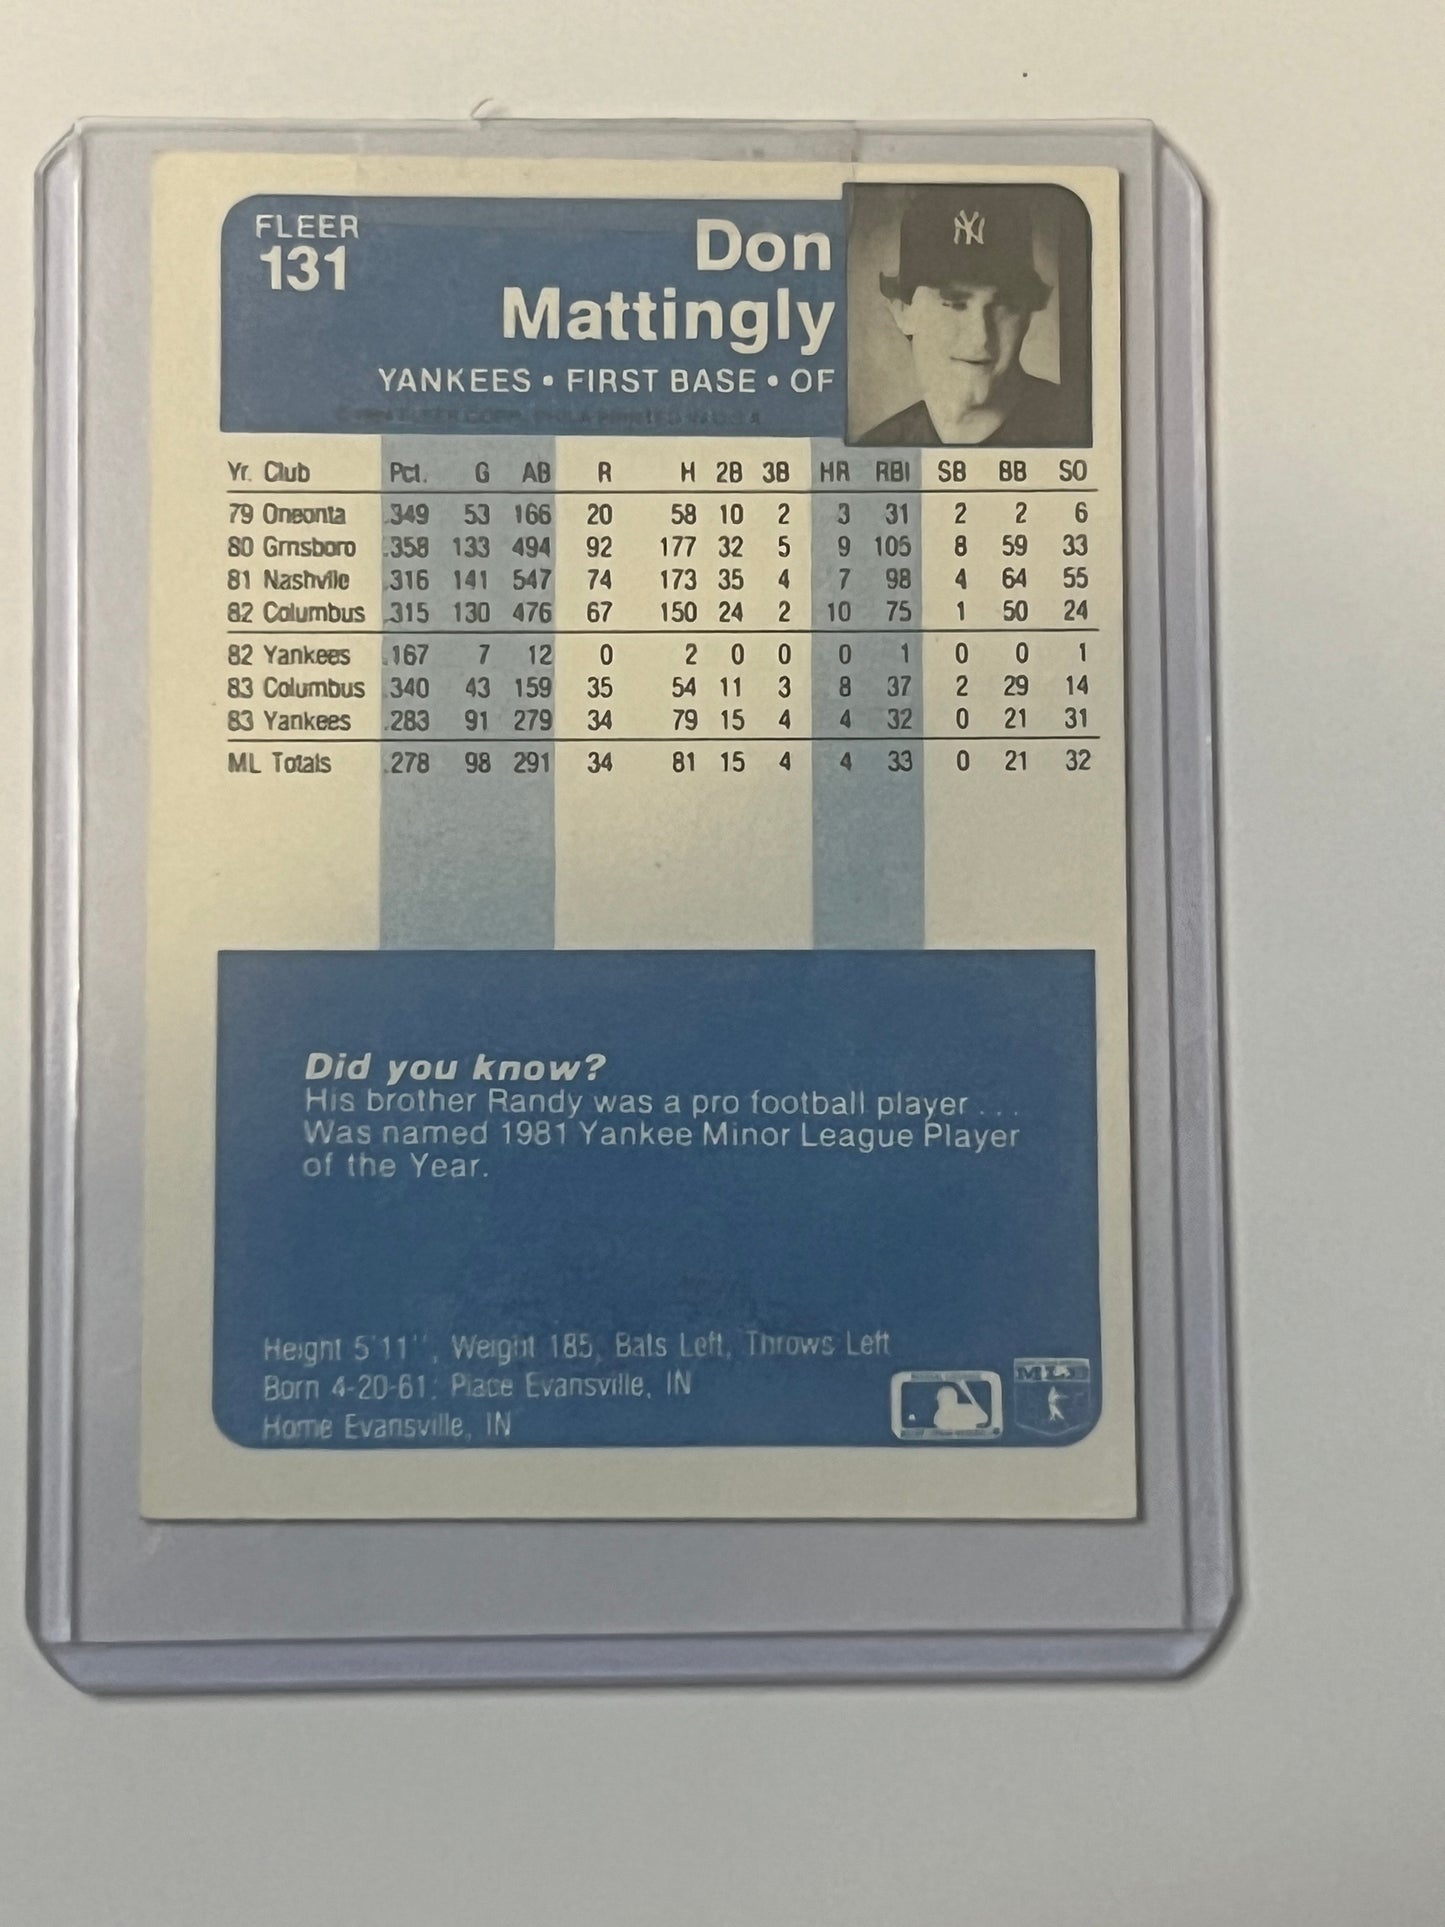 FLEER
131
Don
Mattingly
YANKEES • FIRST BASE • OF
NY
Yr. Club Pct. G AB R H 2B 3B HR RBI SB BB SO
79 Oneonta .349 53 166 20 58 10 2 3 31 2 2 6
80 Grnsboro .358 133 494 92 177 32 5 9 105 8 59 33
81 Nashvile .316 141 547 74 173 35 4 7 98 4 64 55
82 Columbus .315 130 476 67 150 24 2 10 75 1 50 24
82 Yankees .167 7 12 0 2 0 0 0 1 0 0 1
83 Columbus .340 43 159 35 54 11 3 8 37 2 29 14
83 Yankees .283 91 279 34 79 15 4 4 32 0 21 31
ML Totals .278 98 291 34 81 15 4 4 33 0 21 32
Did you know?
His brother Randy was a pro football player . . .
Was named 1981 Yankee Minor League Player
of the Year.
Height 5'11", Weight 185, Bats Left, Throws Left
Born 4-20-61; Place Evansville, IN
Home Evansville, IN